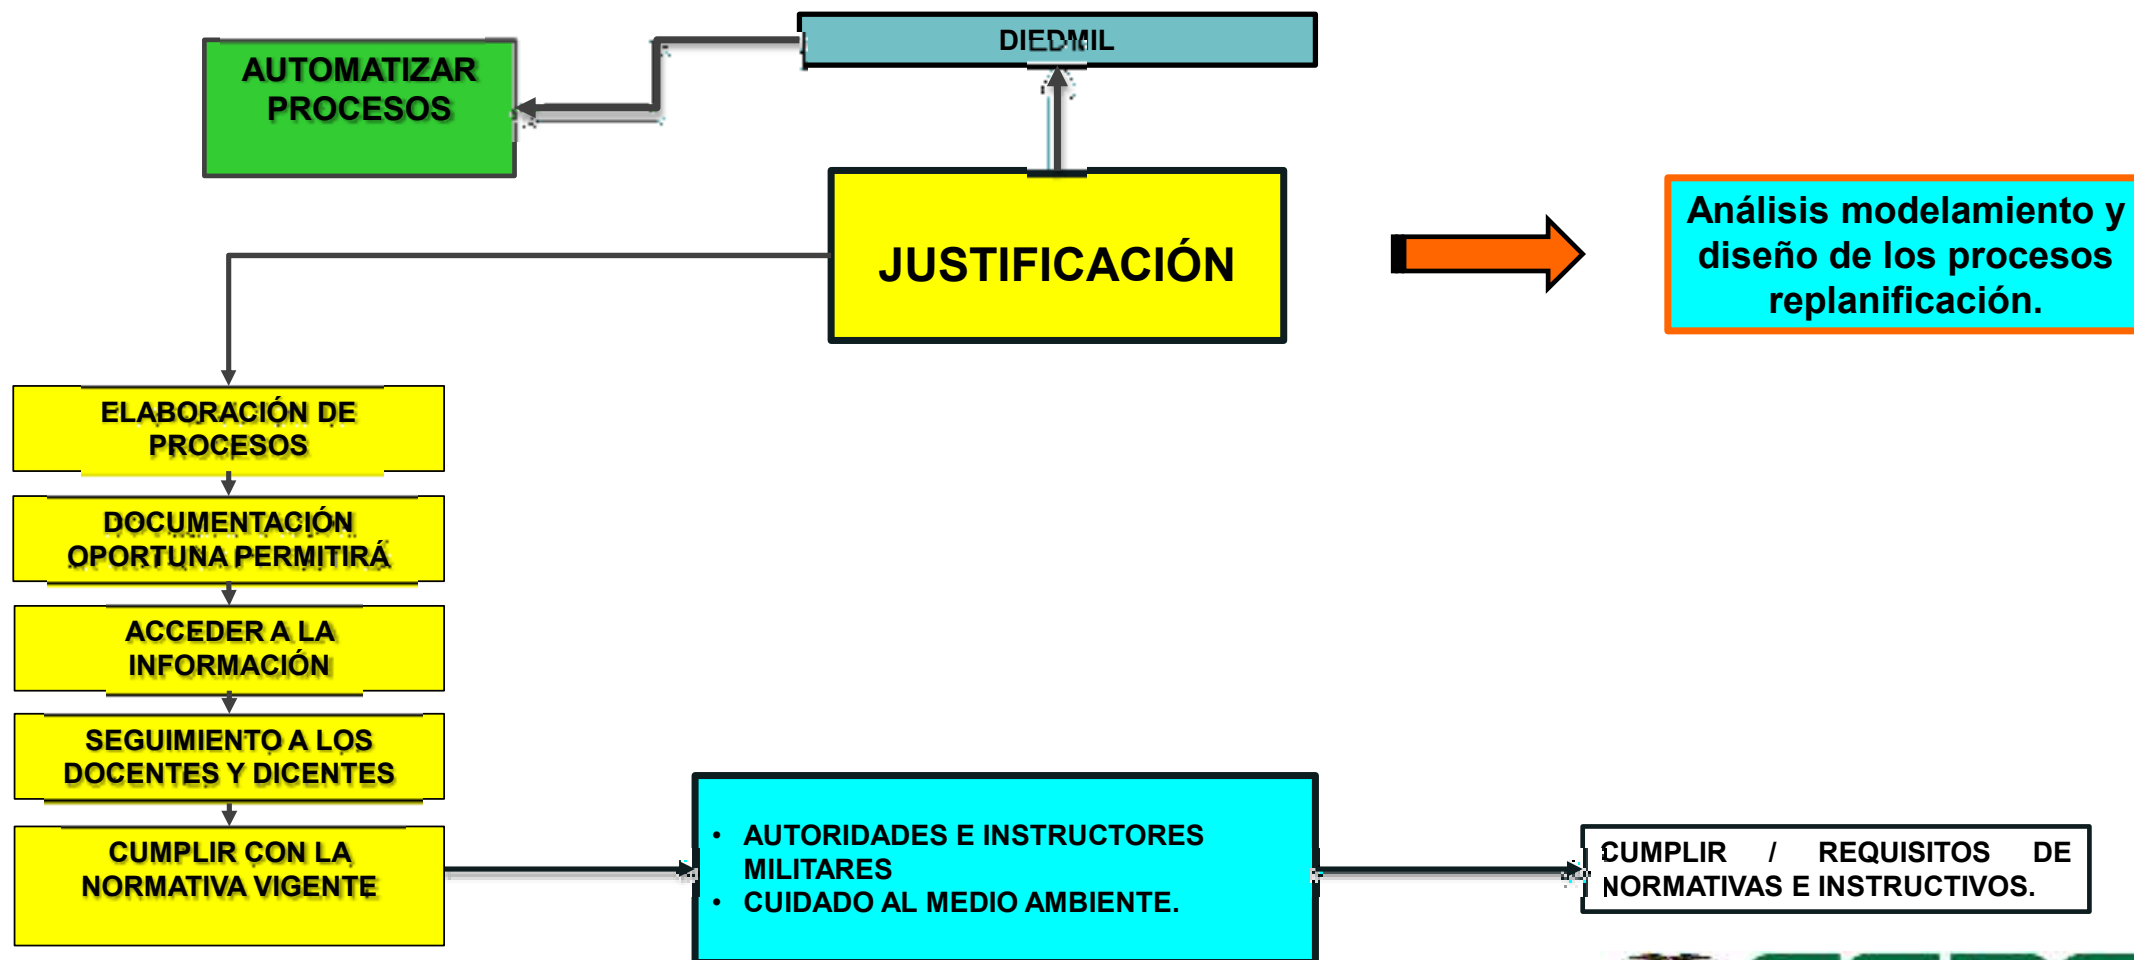 DIEDMIL
AUTOMATIZAR
PROCESOS
JUSTIFICACIÓN
Análisis modelamiento y
diseño de los procesos
replanificación.
ELABORACIÓN DE
PROCESOS
DOCUMENTACIÓN
OPORTUNA PERMITIRÁ
ACCEDER A LA
INFORMACIÓN
SEGUIMIENTO A LOS
DOCENTES Y DICENTES
CUMPLIR CON LA
NORMATIVA VIGENTE
• AUTORIDADES E INSTRUCTORES
MILITARES
• CUIDADO AL MEDIO AMBIENTE.
CUMPLIR / REQUISITOS DE
NORMATIVAS E INSTRUCTIVOS.